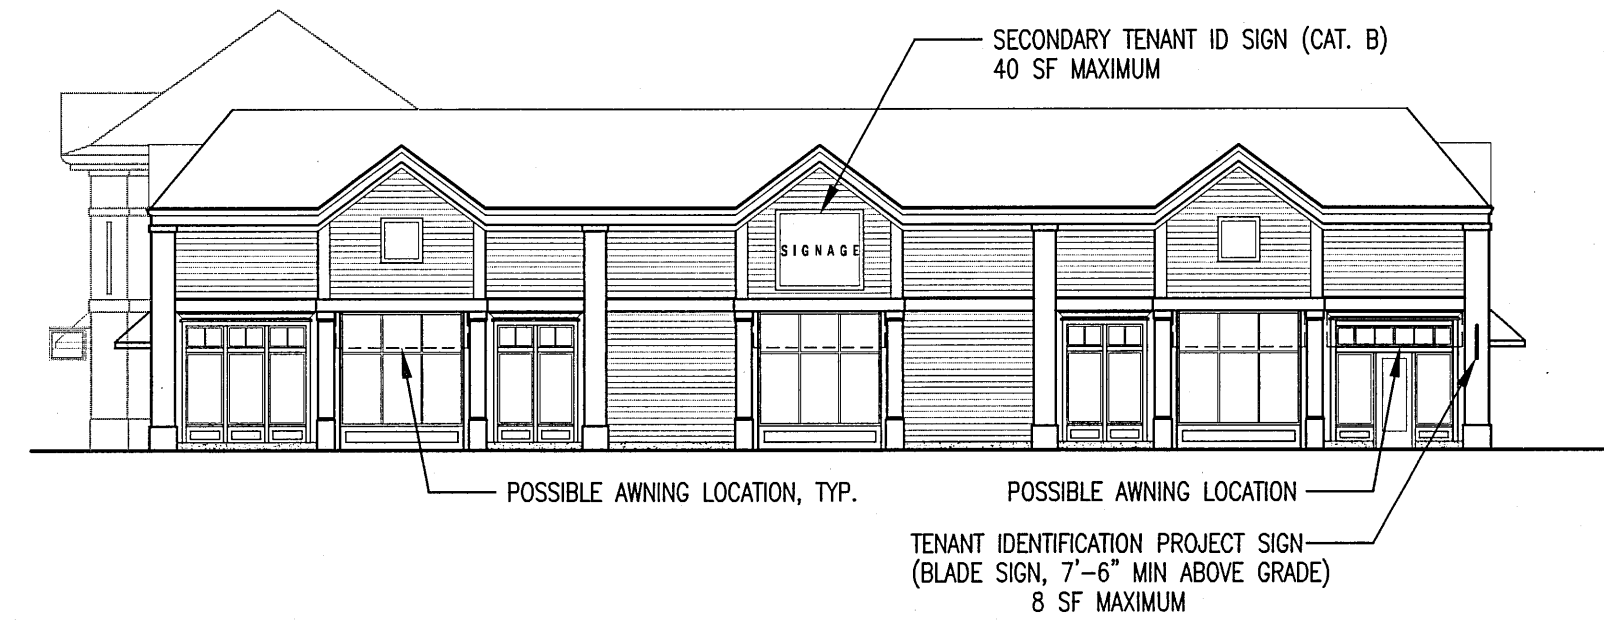 SECONDARY TENANT ID SIGN (CAT. B)
40 SF MAXIMUM
SIGNAGE
POSSIBLE AWNING LOCATION, TYP.
POSSIBLE AWNING LOCATION
TENANT IDENTIFICATION PROJECT SIGN
(BLADE SIGN, 7'-6" MIN ABOVE GRADE)
8 SF MAXIMUM